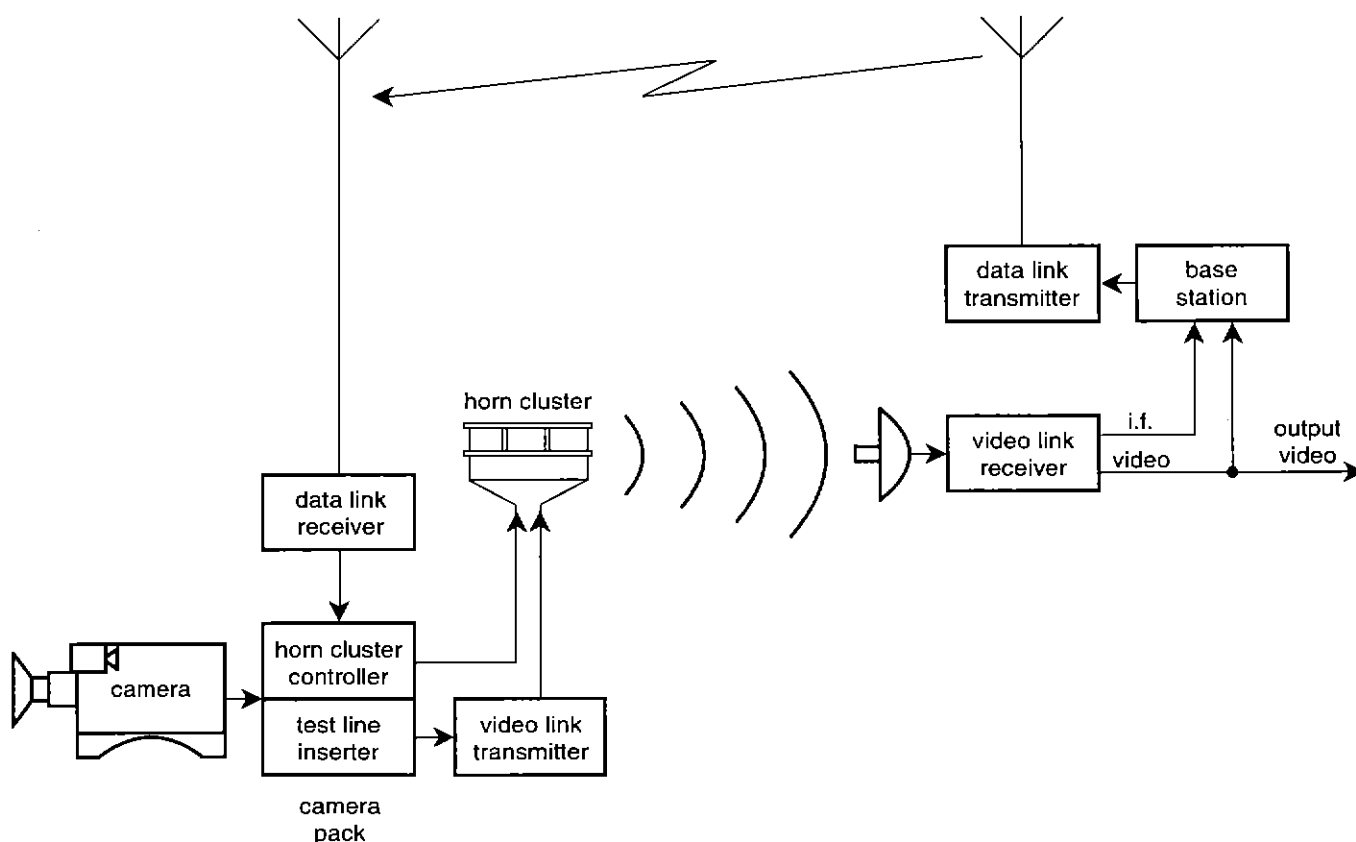 data link
transmitter
base
station
horn cluster
i.f.
video link
receiver
video
output
video
data link
receiver
horn cluster
controller
camera
test line
inserter
video link
transmitter
camera
pack